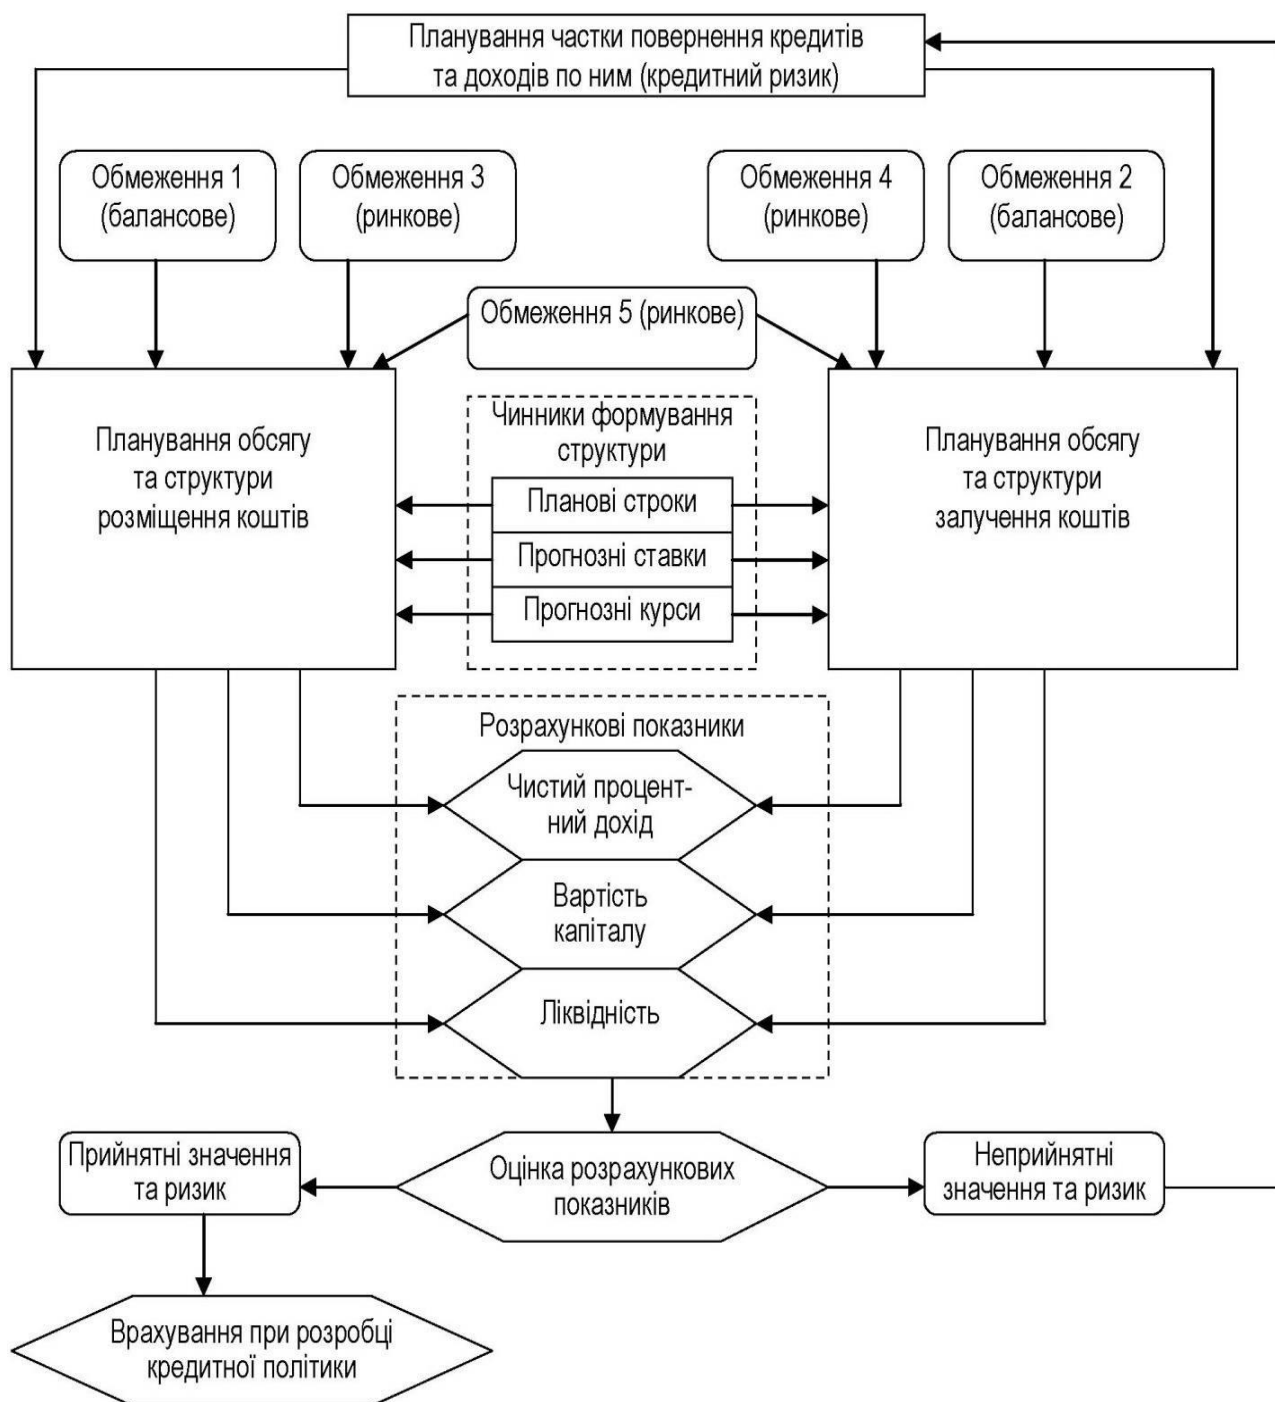 Планування частки повернення кредитів
та доходів по ним (кредитний ризик)
Обмеження 1
(балансове)
Обмеження 3
(ринкове)
Обмеження 4
(ринкове)
Обмеження 2
(балансове)
Обмеження 5 (ринкове)
Планування обсягу
та структури
розміщення коштів
Чинники формування
структури
Планові строки
Прогнозні ставки
Прогнозні курси
Планування обсягу
та структури
залучення коштів
Розрахункові показники
Чистий процент-
ний дохід
Вартість
капіталу
Ліквідність
Прийнятні значення
та ризик
Оцінка розрахункових
показників
Неприйнятні
значення та ризик
Врахування при розробці
кредитної політики